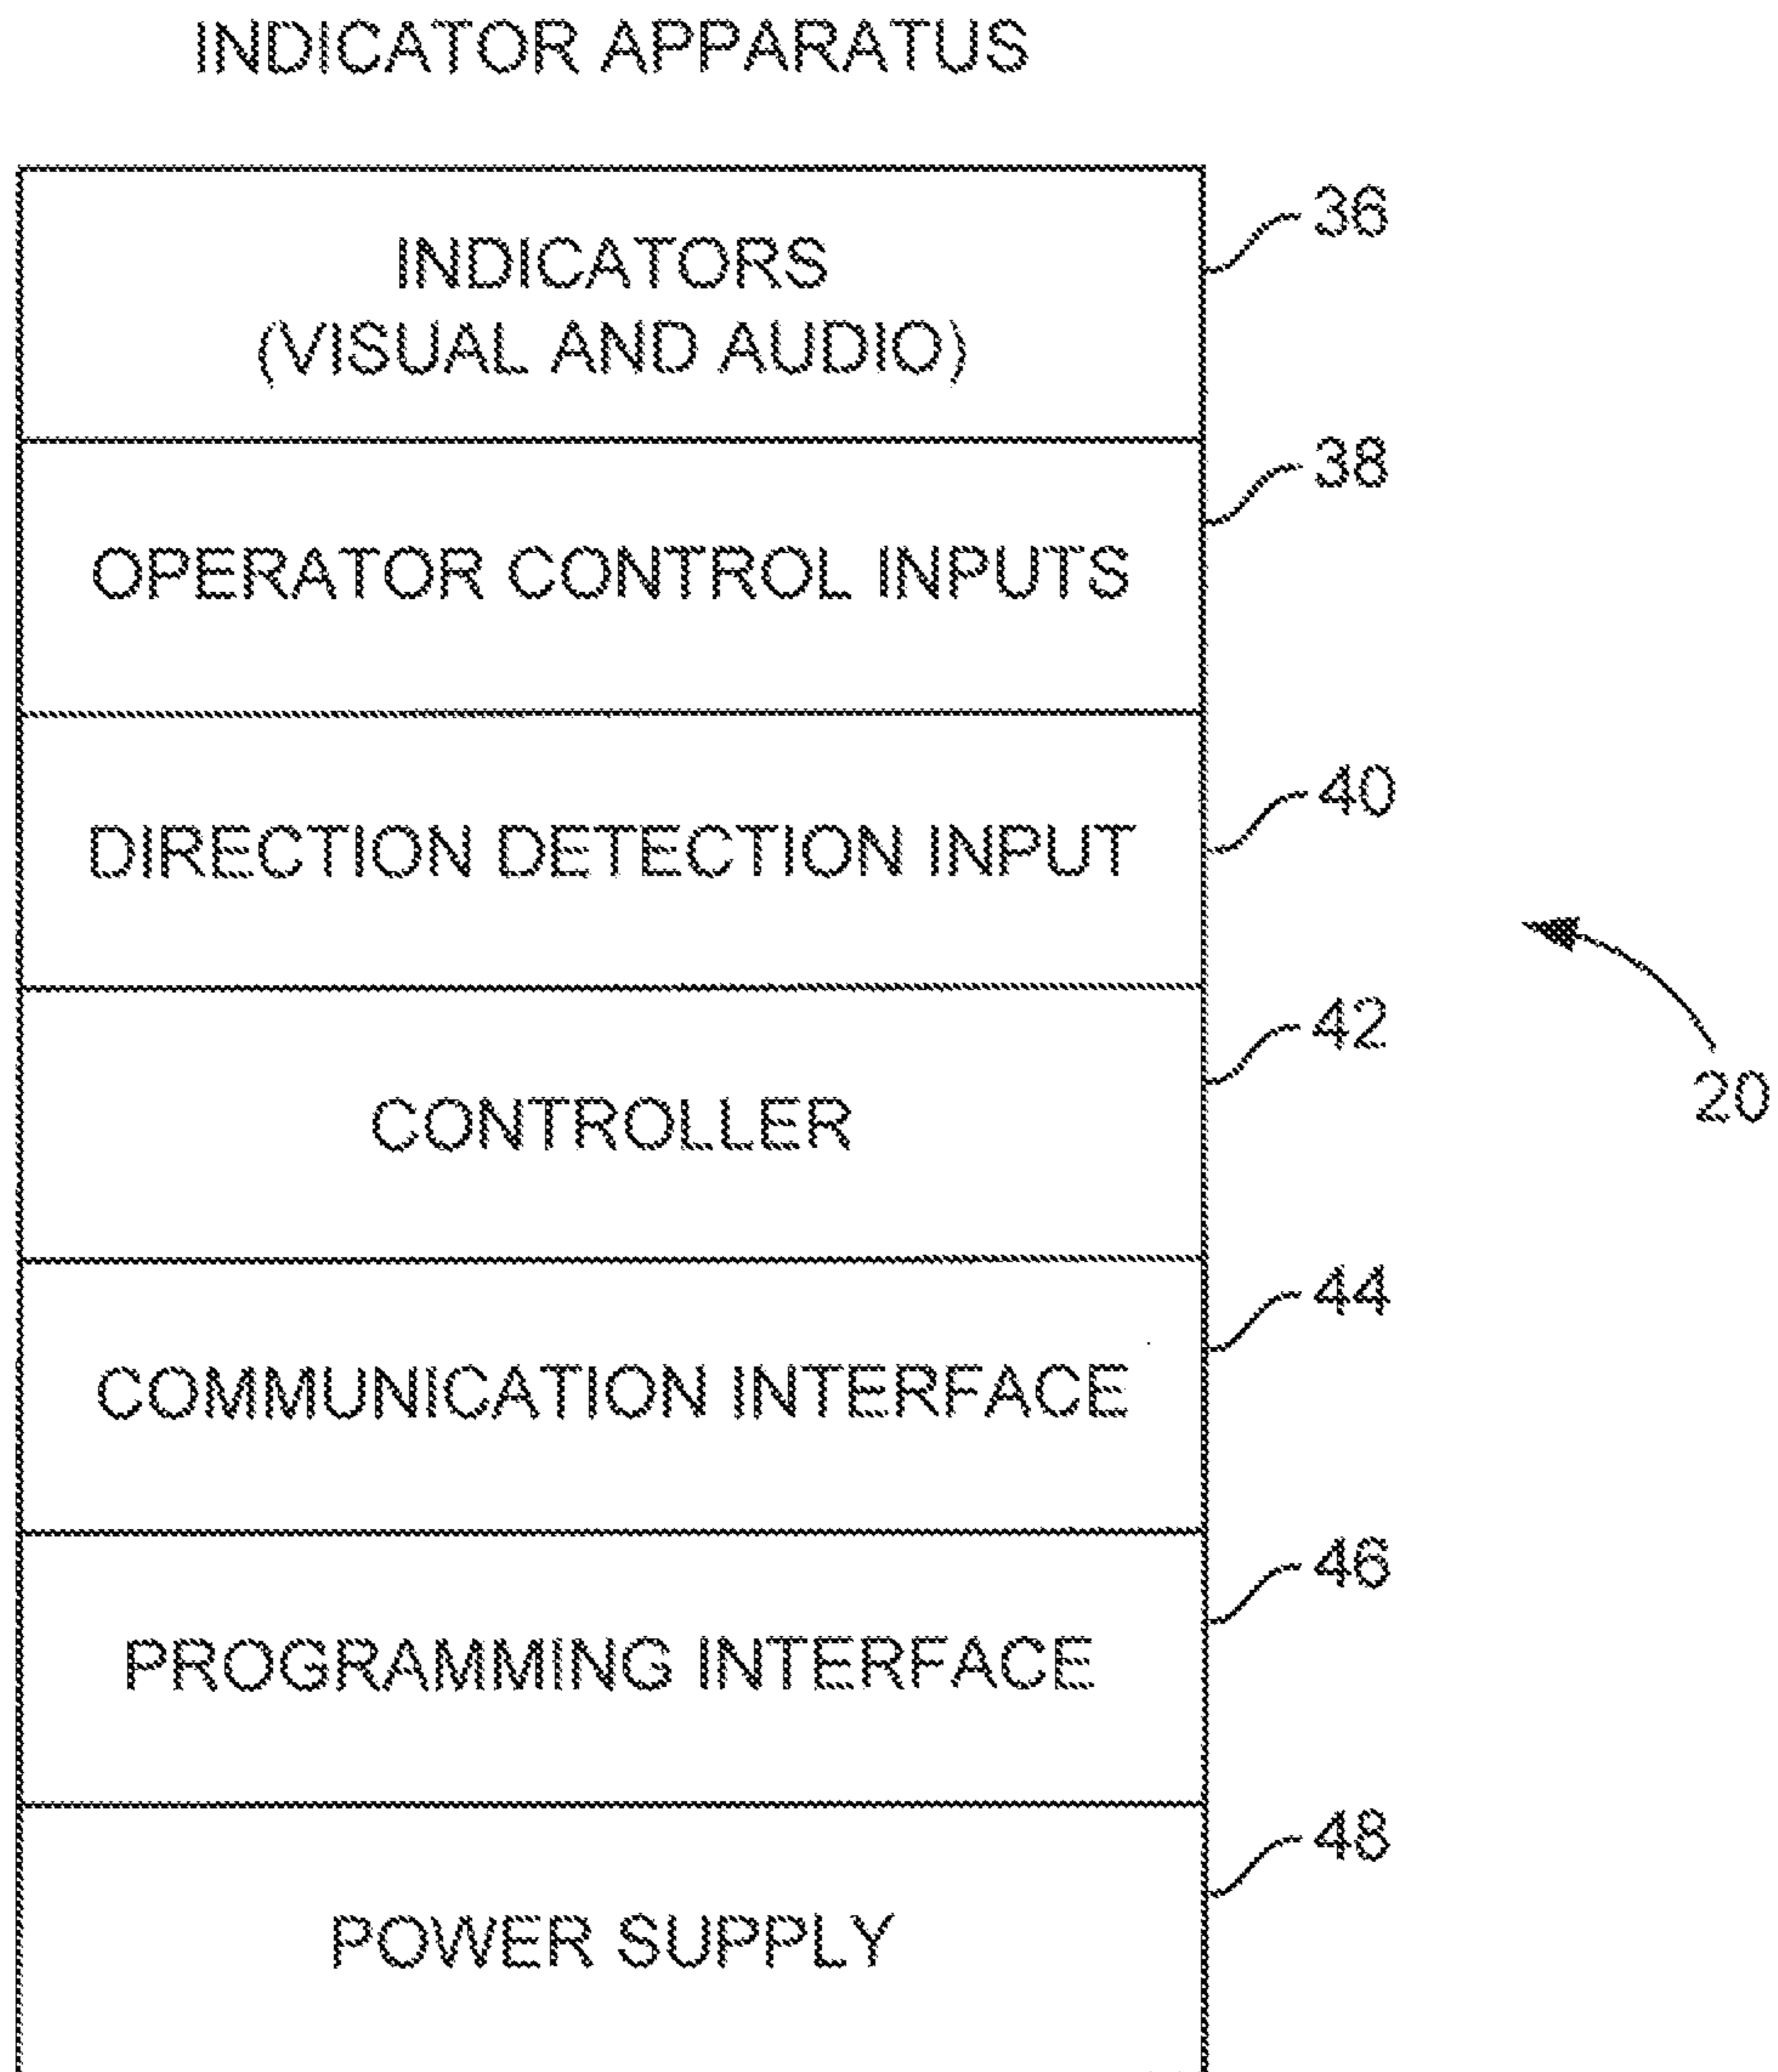 INDICATOR APPARATUS
INDICATORS
(VISUAL AND AUDIO)
36
OPERATOR CONTROL INPUTS
38
DIRECTION DETECTION INPUT
40
CONTROLLER
42
20
COMMUNICATION INTERFACE
44
PROGRAMMING INTERFACE
46
POWER SUPPLY
48